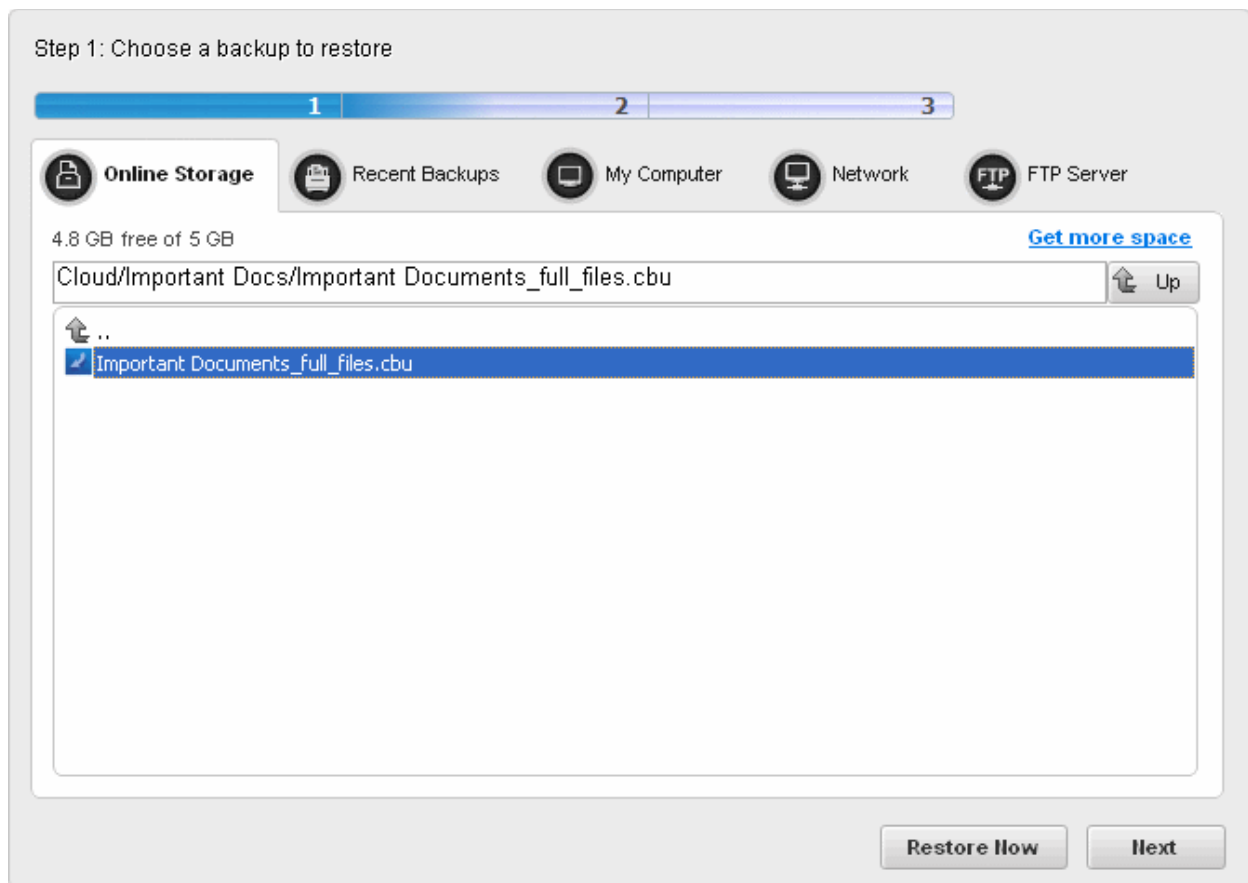 Step 1: Choose a backup to restore
1 2 3
Online Storage Recent Backups My Computer Network FTP FTP Server
4.8 GB free of 5 GB Get more space
Cloud/Important Docs/Important Documents_full_files.cbu Up
..
Important Documents_full_files.cbu
Restore Now Next